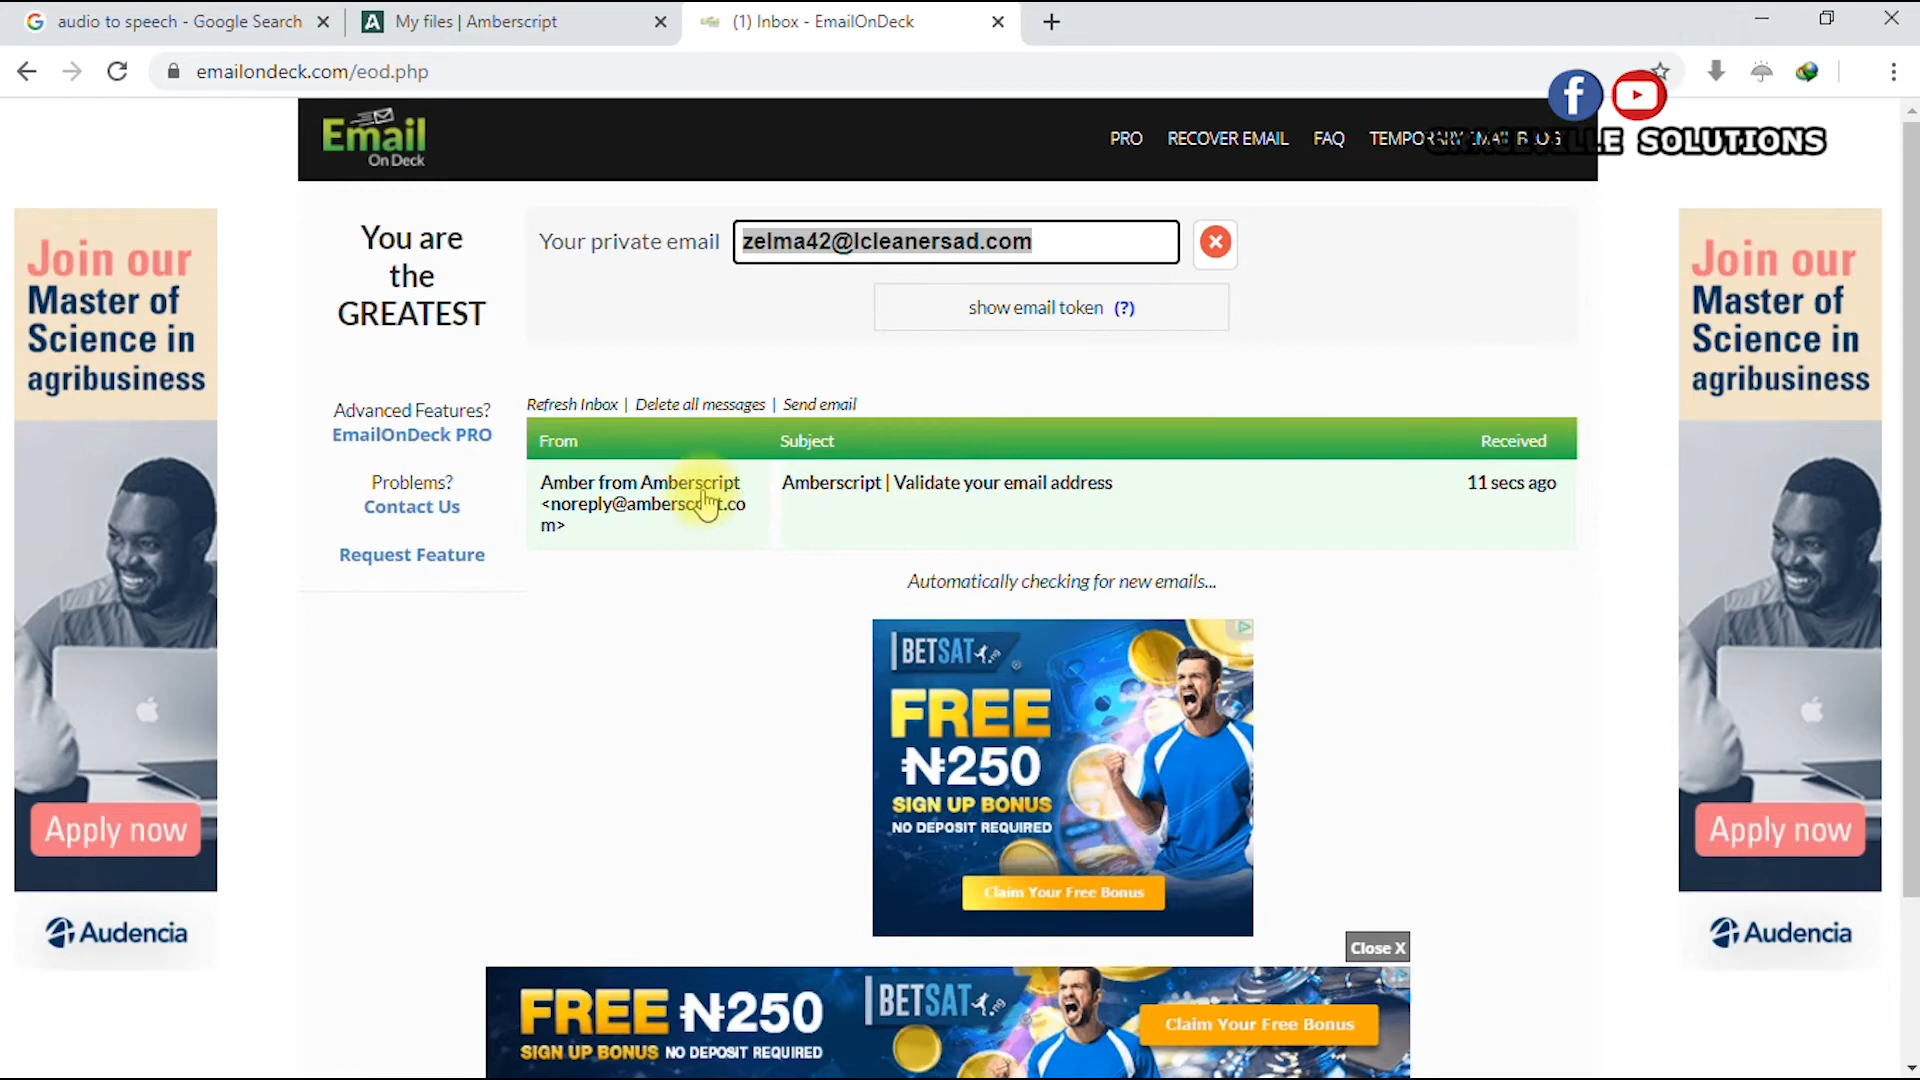 audio to speech - Google Search
My files | Amberscript
(1) Inbox - EmailOnDeck
emailondeck.com/eod.php
Email
On Deck
PRO
RECOVER EMAIL
FAQ
TEMPORARY EMAIL BLOG
SOLUTIONS
You are
the
GREATEST
Your private email
zelma42@lcleanersad.com
show email token (?)
Advanced Features?
EmailOnDeck PRO
Problems?
Contact Us
Request Feature
Refresh Inbox | Delete all messages | Send email
From
Subject
Received
Amber from Amberscript
<noreply@amberscript.co
m>
Amberscript | Validate your email address
11 secs ago
Automatically checking for new emails...
Join our
Master of
Science in
agribusiness
Apply now
Audencia
BETSAT
FREE
₦250
SIGN UP BONUS
NO DEPOSIT REQUIRED
Claim Your Free Bonus
Join our
Master of
Science in
agribusiness
Apply now
Audencia
Close X
FREE ₦250
SIGN UP BONUS NO DEPOSIT REQUIRED
BETSAT
Claim Your Free Bonus